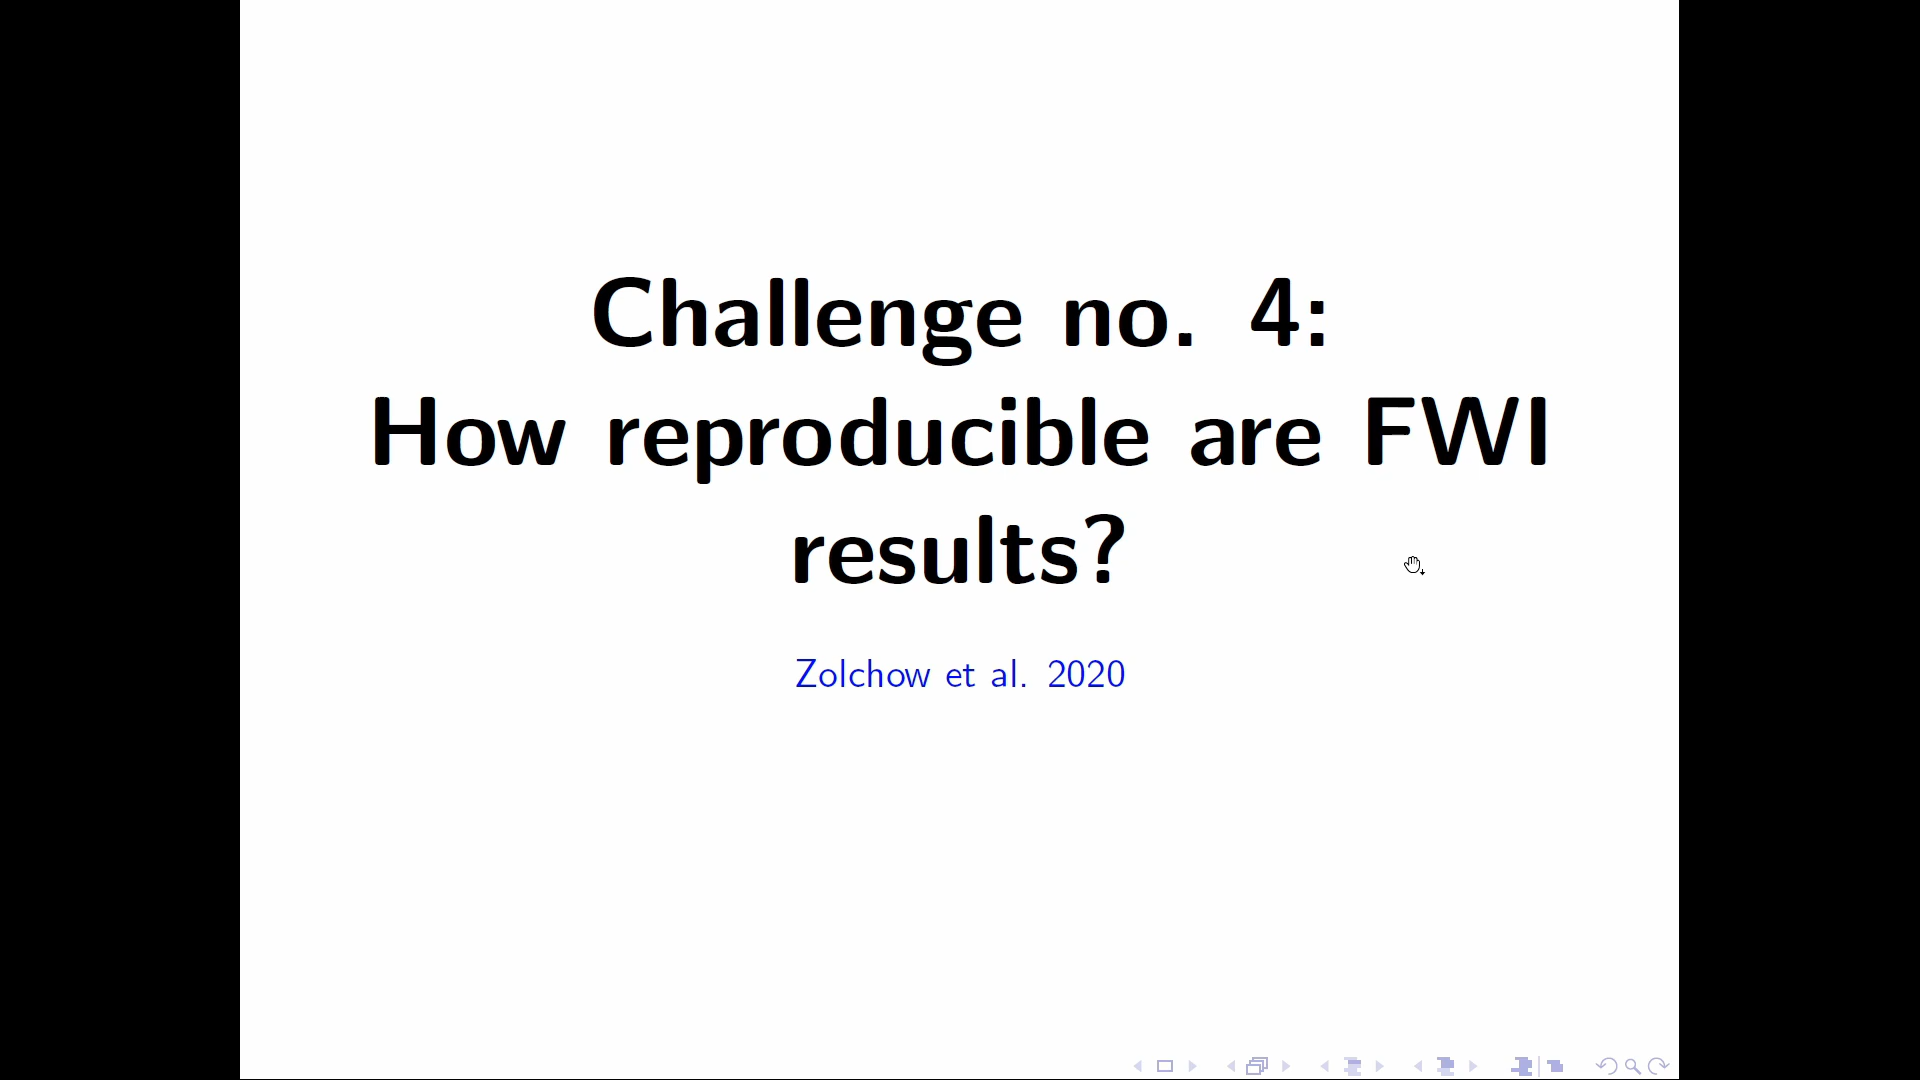 Challenge no. 4:
How reproducible are FWI
results?
Zolchow et al. 2020